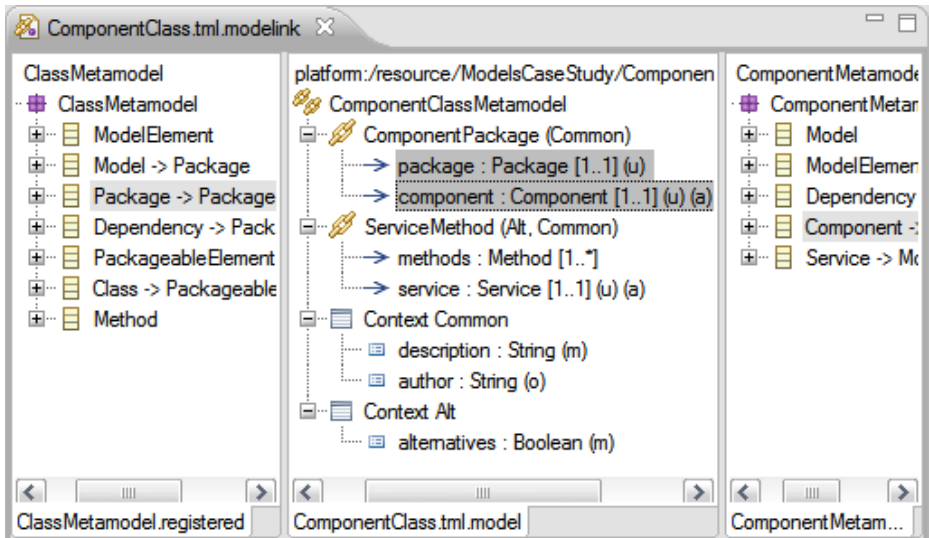 ComponentClass.tml.modelink
ClassMetamodel
ClassMetamodel
ModelElement
Model -> Package
Package -> Package
Dependency -> Pack
PackageableElement
Class -> Packageable
Method
ClassMetamodel.registered
platform:/resource/ModelsCaseStudy/Componen
ComponentClassMetamodel
ComponentPackage (Common)
package : Package [1..1] (u)
component : Component [1..1] (u) (a)
ServiceMethod (Alt, Common)
methods : Method [1..*]
service : Service [1..1] (u) (a)
Context Common
description : String (m)
author : String (o)
Context Alt
alternatives : Boolean (m)
ComponentClass.tml.model
ComponentMetamode
ComponentMetar
Model
ModelElemen
Dependency
Component -
Service -> Mo
ComponentMetam...